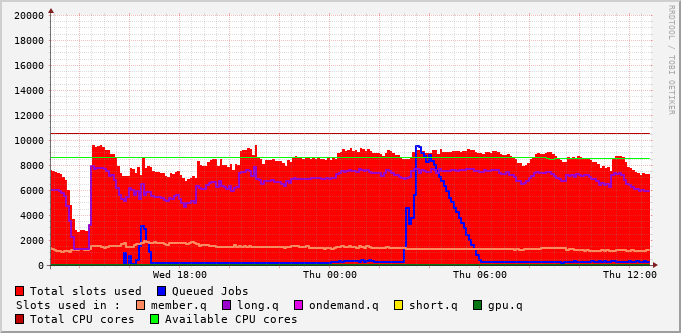 20000
18000
16000
14000
12000
10000
8000
6000
4000
2000
0
Wed 18:00 Thu 00:00 Thu 06:00 Thu 12:00
Total slots used Queued Jobs
Slots used in : member.q long.q ondemand.q short.q gpu.q
Total CPU cores Available CPU cores
RRDTOOL / TOBI OETIKER